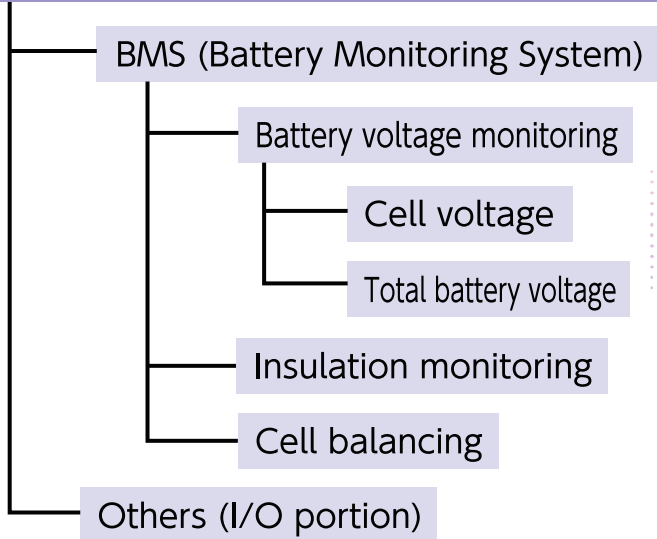 BMS (Battery Monitoring System)
Battery voltage monitoring
Cell voltage
Total battery voltage
Insulation monitoring
Cell balancing
Others (I/O portion)